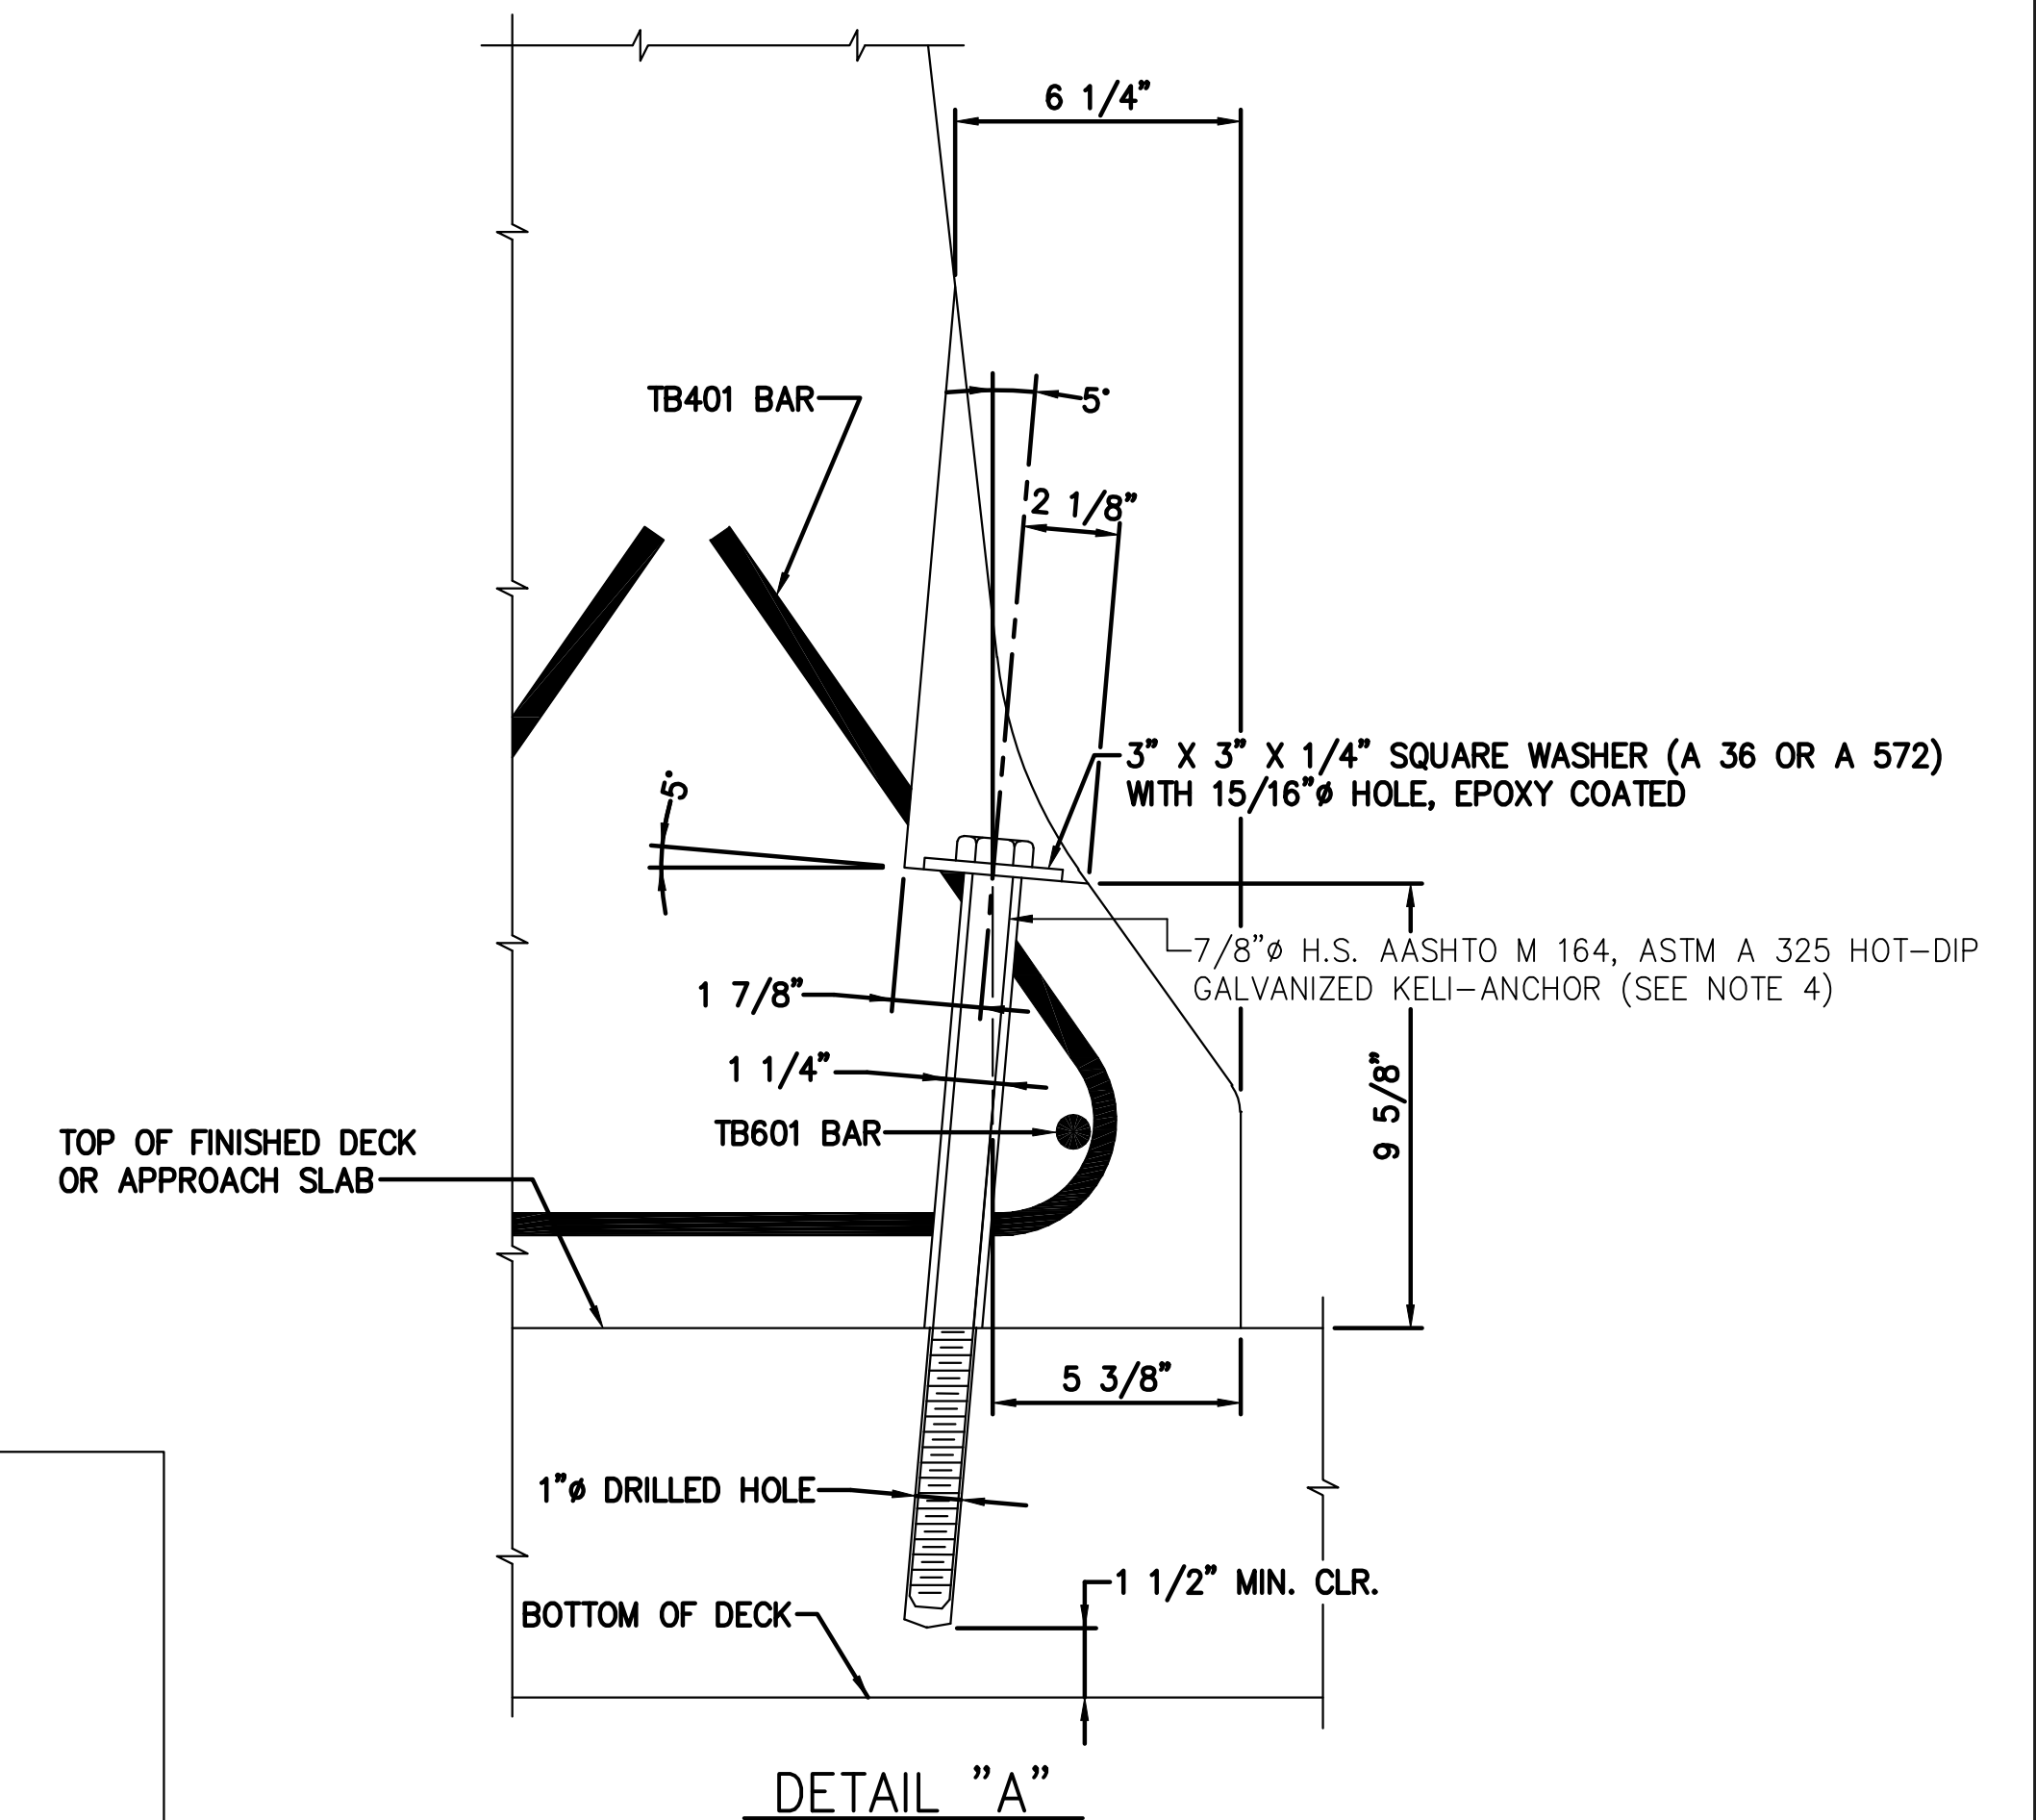 6 1/4"
TB401 BAR
5°
2 1/8"
3" X 3" X 1/4" SQUARE WASHER (A 36 OR A 572)
WITH 15/16"ø HOLE, EPOXY COATED
5°
7/8"ø H.S. AASHTO M 164, ASTM A 325 HOT-DIP
GALVANIZED KELI-ANCHOR (SEE NOTE 4)
1 7/8"
1 1/4"
9 5/8"
TB601 BAR
TOP OF FINISHED DECK
OR APPROACH SLAB
5 3/8"
1"ø DRILLED HOLE
1 1/2" MIN. CLR.
BOTTOM OF DECK
DETAIL "A"